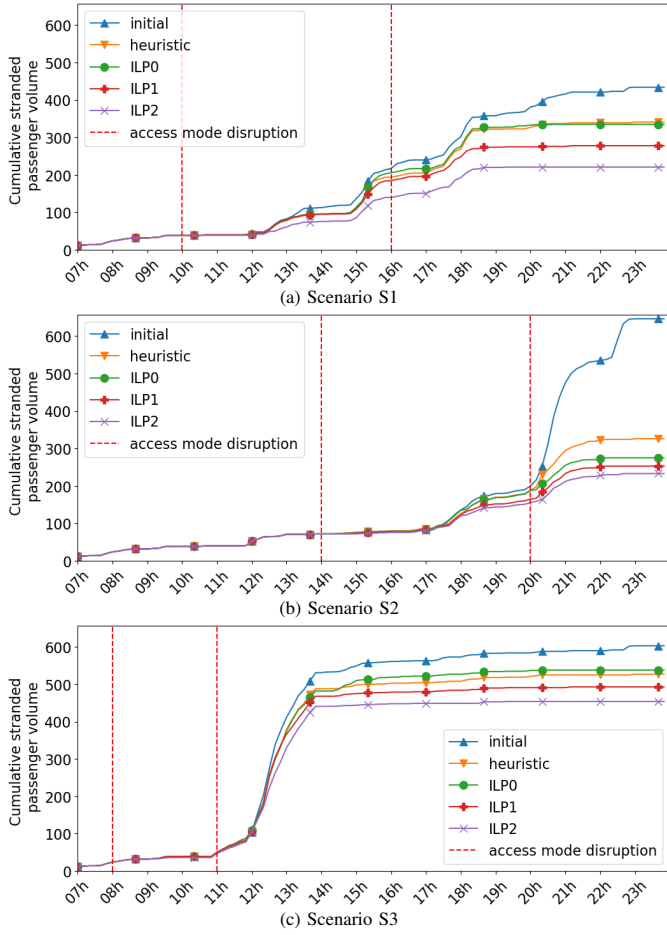 600
500
400
300
200
100
0
Cumulative stranded
passenger volume
initial
heuristic
ILP0
ILP1
ILP2
access mode disruption
07h
08h
09h
10h
11h
12h
13h
14h
15h
16h
17h
18h
19h
20h
21h
22h
23h
(a) Scenario S1
600
500
400
300
200
100
0
Cumulative stranded
passenger volume
initial
heuristic
ILP0
ILP1
ILP2
access mode disruption
07h
08h
09h
10h
11h
12h
13h
14h
15h
16h
17h
18h
19h
20h
21h
22h
23h
(b) Scenario S2
600
500
400
300
200
100
0
Cumulative stranded
passenger volume
initial
heuristic
ILP0
ILP1
ILP2
access mode disruption
07h
08h
09h
10h
11h
12h
13h
14h
15h
16h
17h
18h
19h
20h
21h
22h
23h
(c) Scenario S3